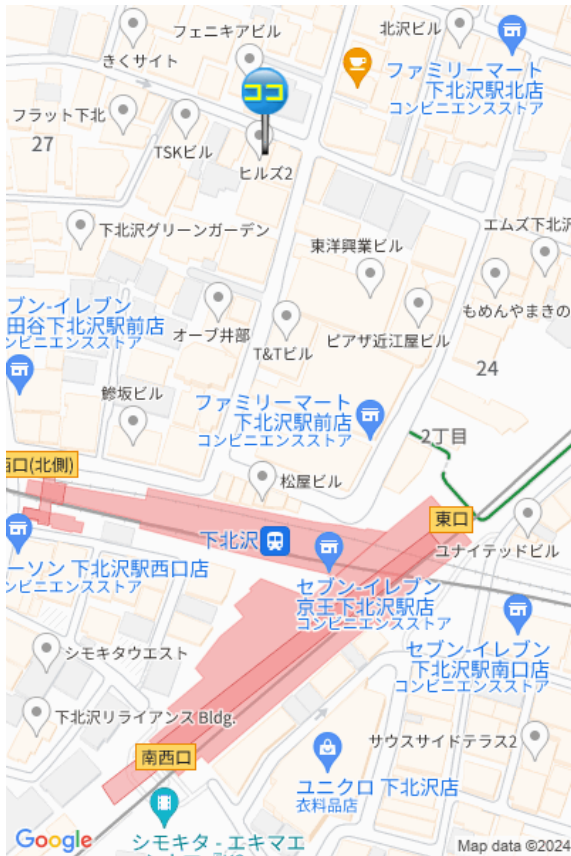 フェニキアビル
北沢ビル
きくサイト
ファミリーマート
下北沢駅北店
コンビニエンスストア
ココ
フラット下北
27
TSKビル
ヒルズ2
下北沢グリーンガーデン
東洋興業ビル
エムズ下北沢
もめんやまきの
ブン-イレブン
田谷下北沢駅前店
ンビニエンスストア
オーブ井部
T&Tビル
ピアザ近江屋ビル
24
鰺坂ビル
ファミリーマート
下北沢駅前店
コンビニエンスストア
2丁目
西口(北側)
松屋ビル
東口
下北沢
ユナイテッドビル
ーソン 下北沢駅西口店
ンビニエンスストア
セブン-イレブン
京王下北沢駅店
コンビニエンスストア
セブン-イレブン
下北沢駅南口店
コンビニエンスストア
シモキタウエスト
下北沢リライアンス Bldg.
サウスサイドテラス2
南西口
ユニクロ 下北沢店
衣料品店
シモキタ - エキマエ
Google
Map data ©2024